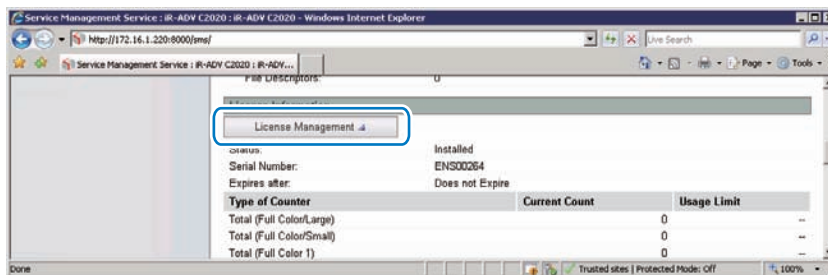 Service Management Service : iR-ADV C2020 : iR-ADV C2020 - Windows Internet Explorer
http://172.16.1.220:8000/sms/
Live Search
Service Management Service : iR-ADV C2020 : iR-ADV...
Page
Tools
File Descriptors: 0
License Information
License Management
Status: Installed
Serial Number: ENS00264
Expires after: Does not Expire
Type of Counter Current Count Usage Limit
Total (Full Color/Large) 0 --
Total (Full Color/Small) 0 --
Total (Full Color 1) 0 --
Done Trusted sites | Protected Mode: Off 100%